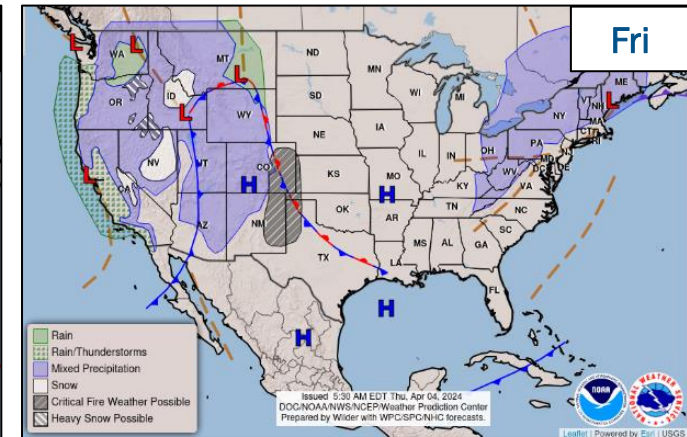 Fri
L
L
L
L
L
L
L
H
H
H
H
WA
OR
CA
NV
ID
MT
WY
UT
AZ
CO
NM
ND
SD
NE
KS
OK
TX
MN
IA
MO
AR
LA
WI
IL
MI
IN
OH
KY
TN
MS
AL
GA
FL
SC
NC
VA
WV
PA
NY
NJ
MD
DE
DC
CT
RI
MA
VT
NH
ME
Rain
Rain/Thunderstorms
Mixed Precipitation
Snow
Critical Fire Weather Possible
Heavy Snow Possible
Issued 5:30 AM EDT Thu, Apr 04, 2024
DOC/NOAA/NWS/NCEP/Weather Prediction Center
Prepared by Wilder with WPC/SPC/NHC forecasts.
NOAA
Leaflet | Powered by Esri | USGS